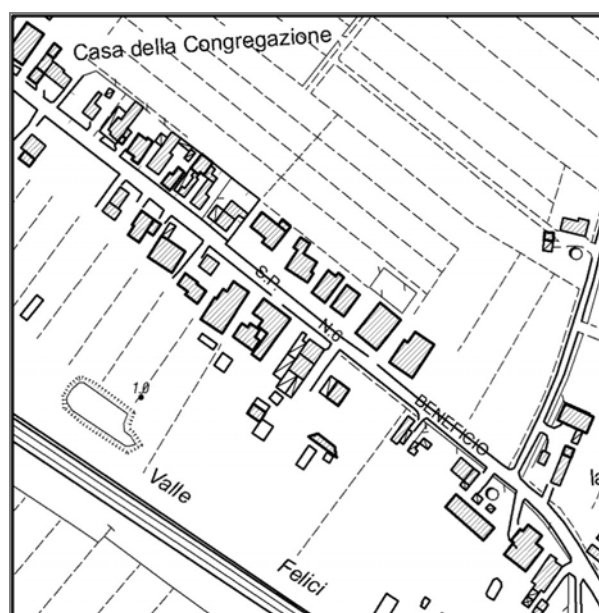 Casa della Congregazione
S.P.
N.6
BENEFICIO
1.0
Valle
Felici